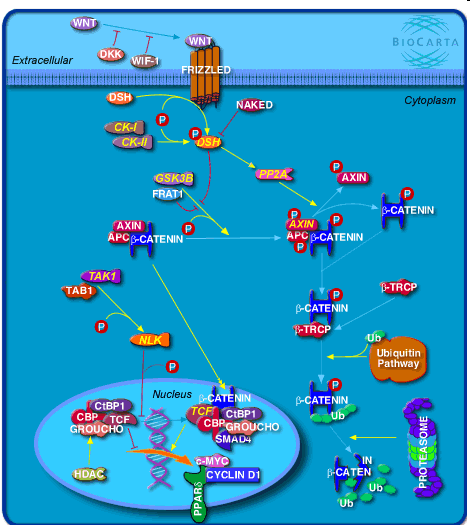 WNT
WNT
BIOCARTA
DKK
WIF-1
Extracellular
FRIZZLED
DSH
NAKED
Cytoplasm
P
CK-I
CK-II
P
DSH
GSK3B
FRAT1
PP2A
P
AXIN
P
P
AXIN
APC
β-CATENIN
P
P
AXIN
APC
P
P
β-CATENIN
β-CATENIN
TAK1
TAB1
P
NLK
P
β-CATENIN
β-TRCP
β-TRCP
P
Ub
Ubiquitin
Pathway
P
β-CATENIN
Ub
Nucleus
β-CATENIN
CtBP1
CBP
TCF
GROUCHO
TCF
CtBP1
CBP
GROUCHO
SMAD4
HDAC
c-MYC
CYCLIN D1
PPARδ
IN
β-CATEN
Ub
Ub
PROTEASOME